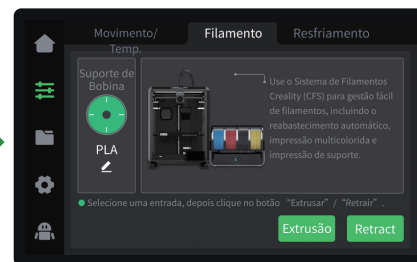 Movimento/
Temp.
Filamento
Resfriamento
Suporte de
Bobina
PLA
Use o Sistema de Filamentos
Creality (CFS) para gestão fácil
de filamentos, incluindo o
reabastecimento automático,
impressão multicolorida e
impressão de suporte.
Selecione uma entrada, depois clique no botão “Extrusar” / “Retrair” .
Extrusão
Retract